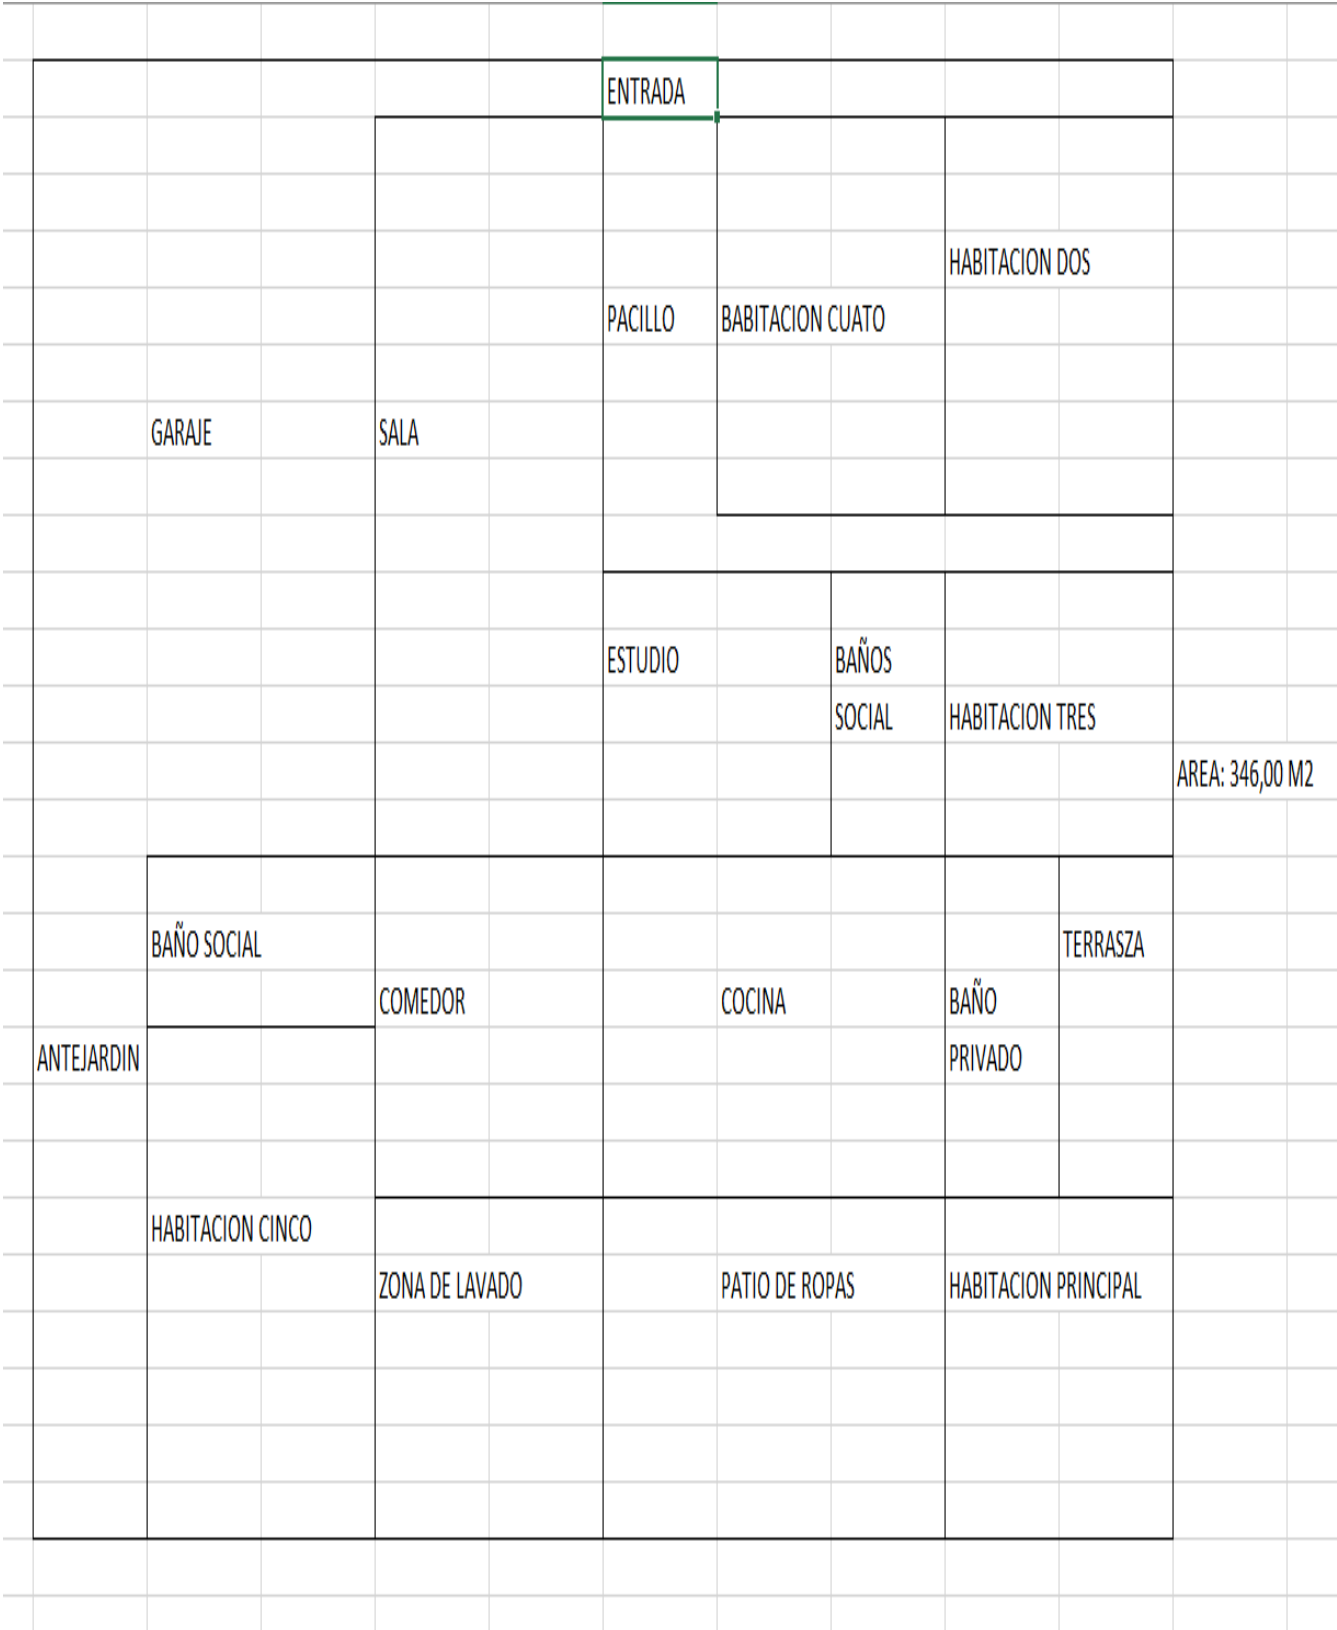 ENTRADA
HABITACION DOS
PACILLO
BABITACION CUATO
GARAJE
SALA
ESTUDIO
BAÑOS
SOCIAL
HABITACION TRES
AREA: 346,00 M2
BAÑO SOCIAL
TERRASZA
COMEDOR
COCINA
BAÑO
PRIVADO
ANTEJARDIN
HABITACION CINCO
ZONA DE LAVADO
PATIO DE ROPAS
HABITACION PRINCIPAL